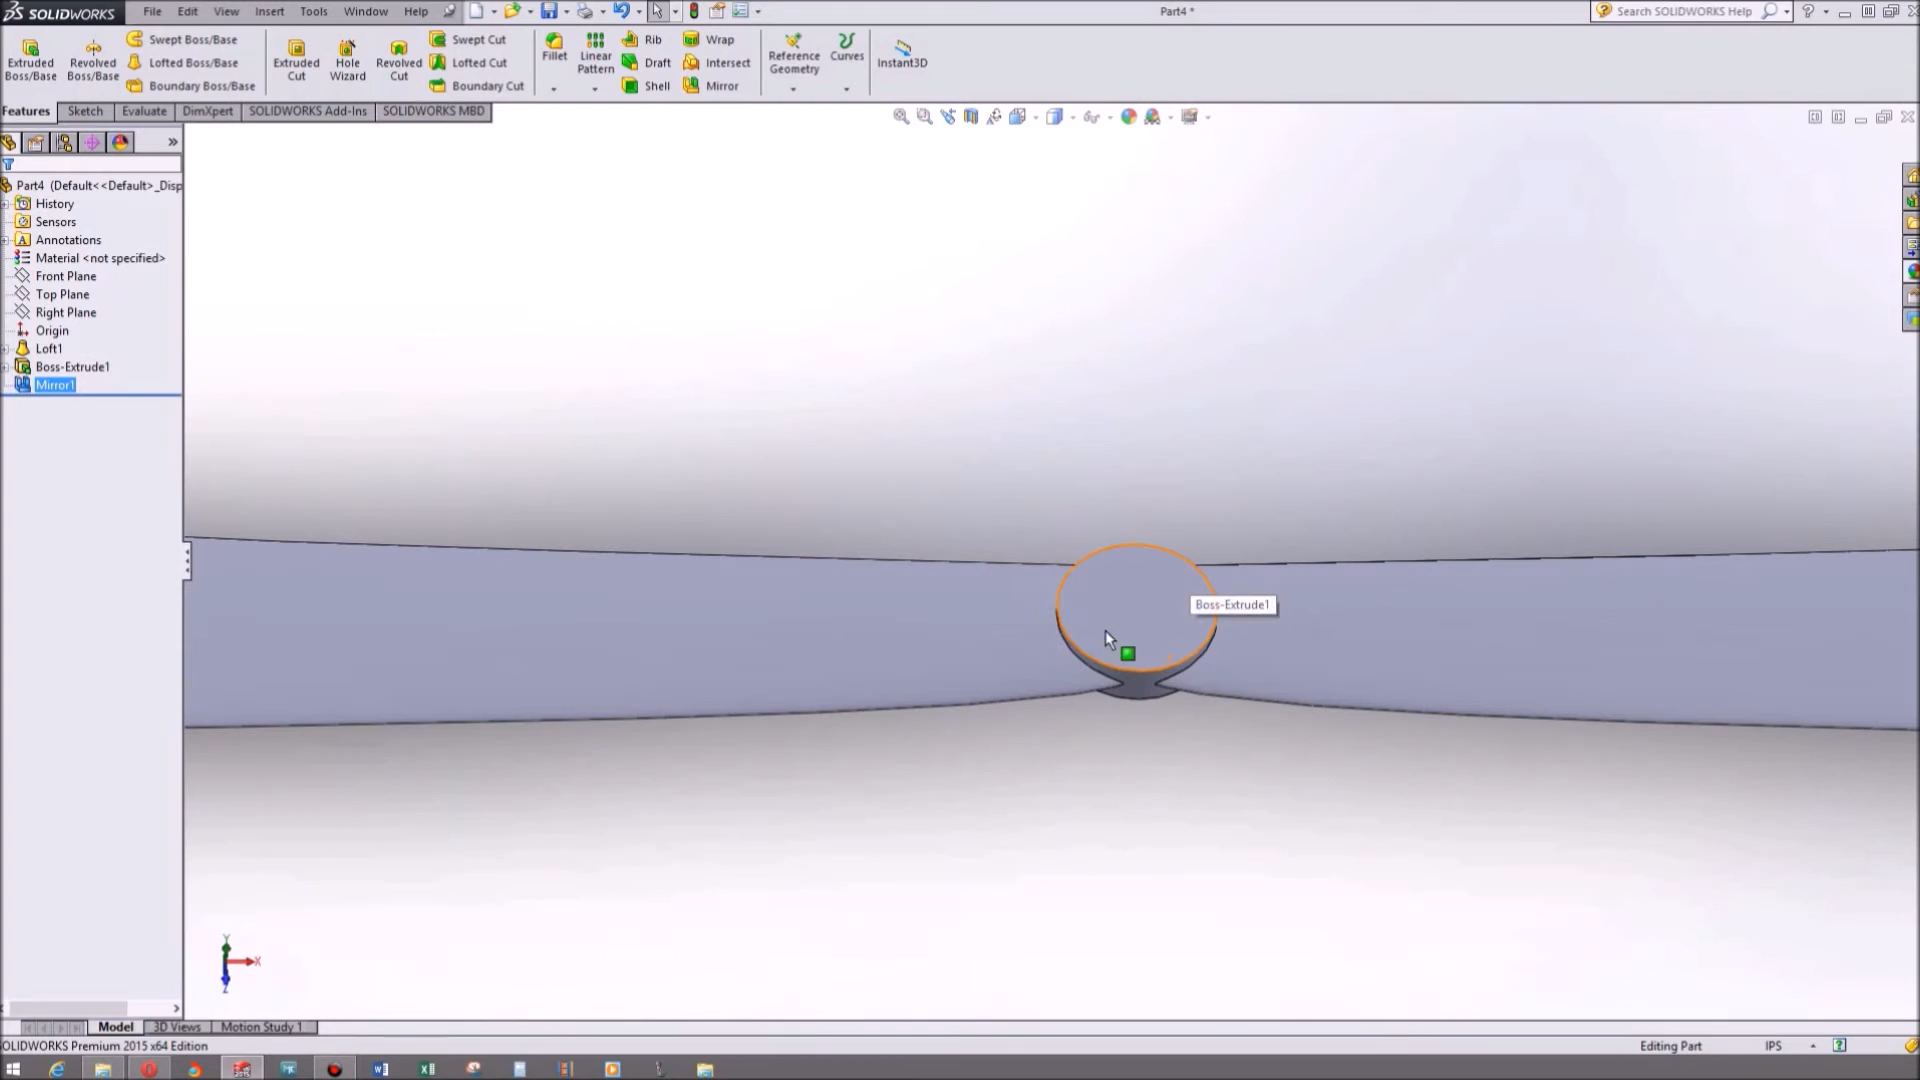 SOLIDWORKS File Edit View Insert Tools Window Help Part4 * Search SOLIDWORKS Help
Extruded Boss/Base
Revolved Boss/Base
Swept Boss/Base
Lofted Boss/Base
Boundary Boss/Base
Extruded Cut
Hole Wizard
Revolved Cut
Swept Cut
Lofted Cut
Boundary Cut
Fillet
Linear Pattern
Rib
Draft
Shell
Wrap
Intersect
Mirror
Reference Geometry
Curves
Instant3D
Features Sketch Evaluate DimXpert SOLIDWORKS Add-Ins SOLIDWORKS MBD
Part4 (Default<<Default>_Disp
History
Sensors
Annotations
Material <not specified>
Front Plane
Top Plane
Right Plane
Origin
Loft1
Boss-Extrude1
Mirror1
Boss-Extrude1
Y
X
Z
Model 3D Views Motion Study 1
OLIDWORKS Premium 2015 x64 Edition Editing Part IPS